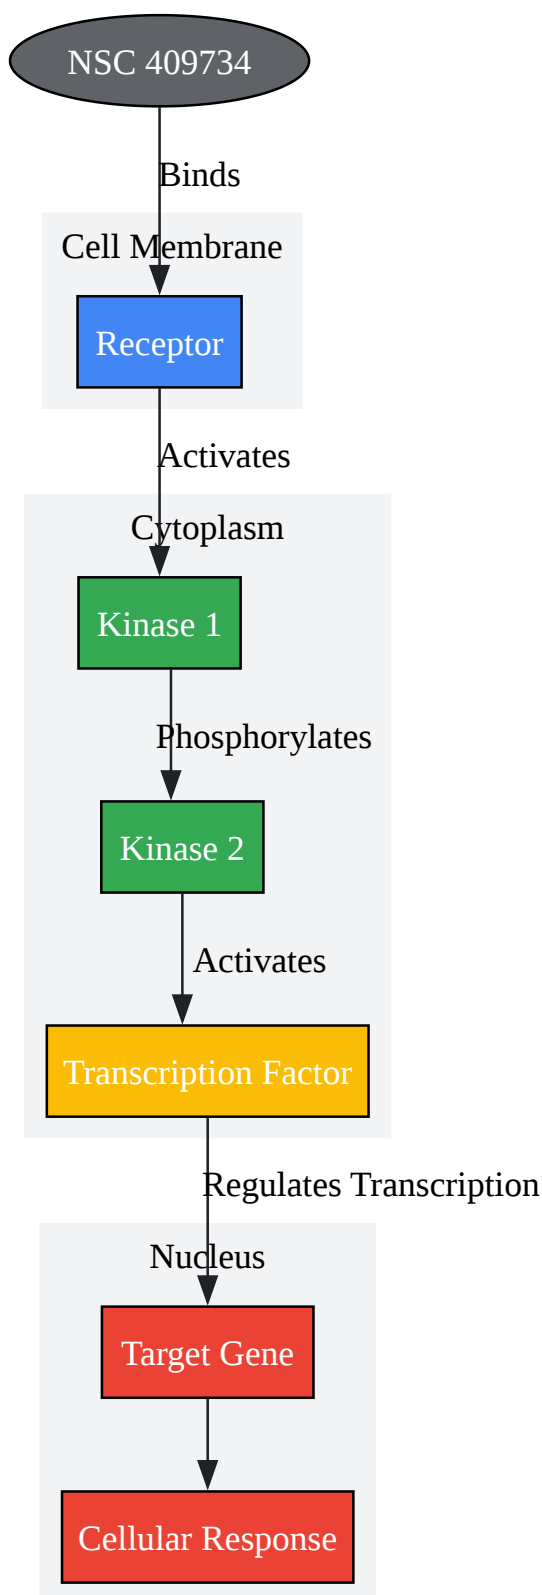 NSC 409734
Binds
Cell Membrane
Receptor
Activates
Cytoplasm
Kinase 1
Phosphorylates
Kinase 2
Activates
Transcription Factor
Regulates Transcription
Nucleus
Target Gene
Cellular Response